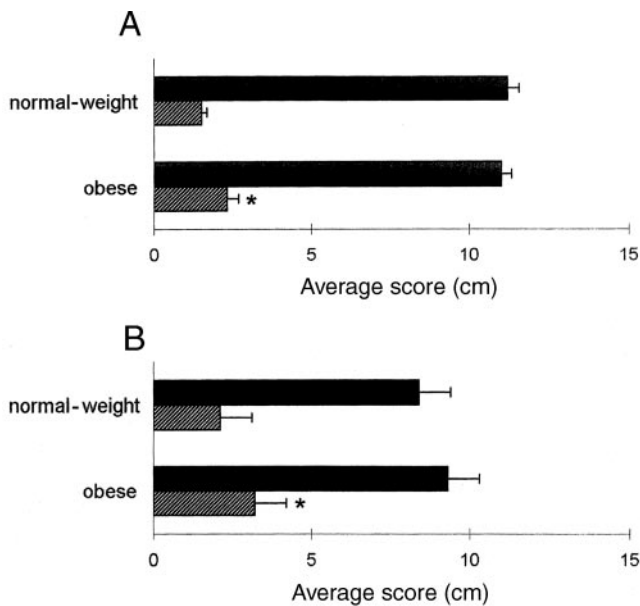 A
normal-weight
obese
*
0 5 10 15
Average score (cm)
B
normal-weight
obese
*
0 5 10 15
Average score (cm)